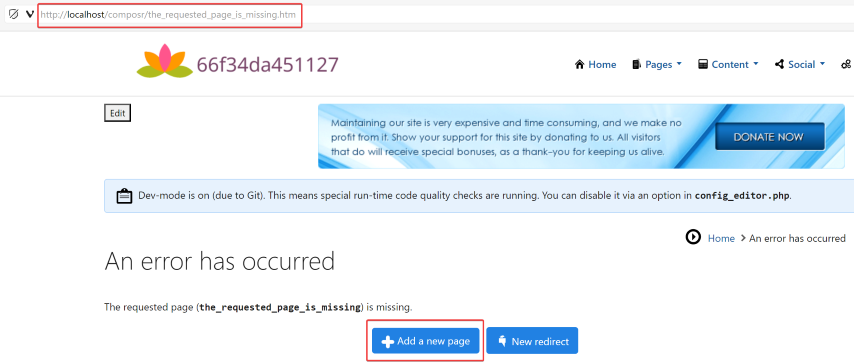 http://localhost/composr/the_requested_page_is_missing.htm
66f34da451127
Home Pages Content Social
Edit
Maintaining our site is very expensive and time consuming, and we make no
profit from it. Show your support for this site by donating to us. All visitors
that do will receive special bonuses, as a thank-you for keeping us alive.
DONATE NOW
Dev-mode is on (due to Git). This means special run-time code quality checks are running. You can disable it via an option in config_editor.php.
Home > An error has occurred
An error has occurred
The requested page (the_requested_page_is_missing) is missing.
Add a new page
New redirect